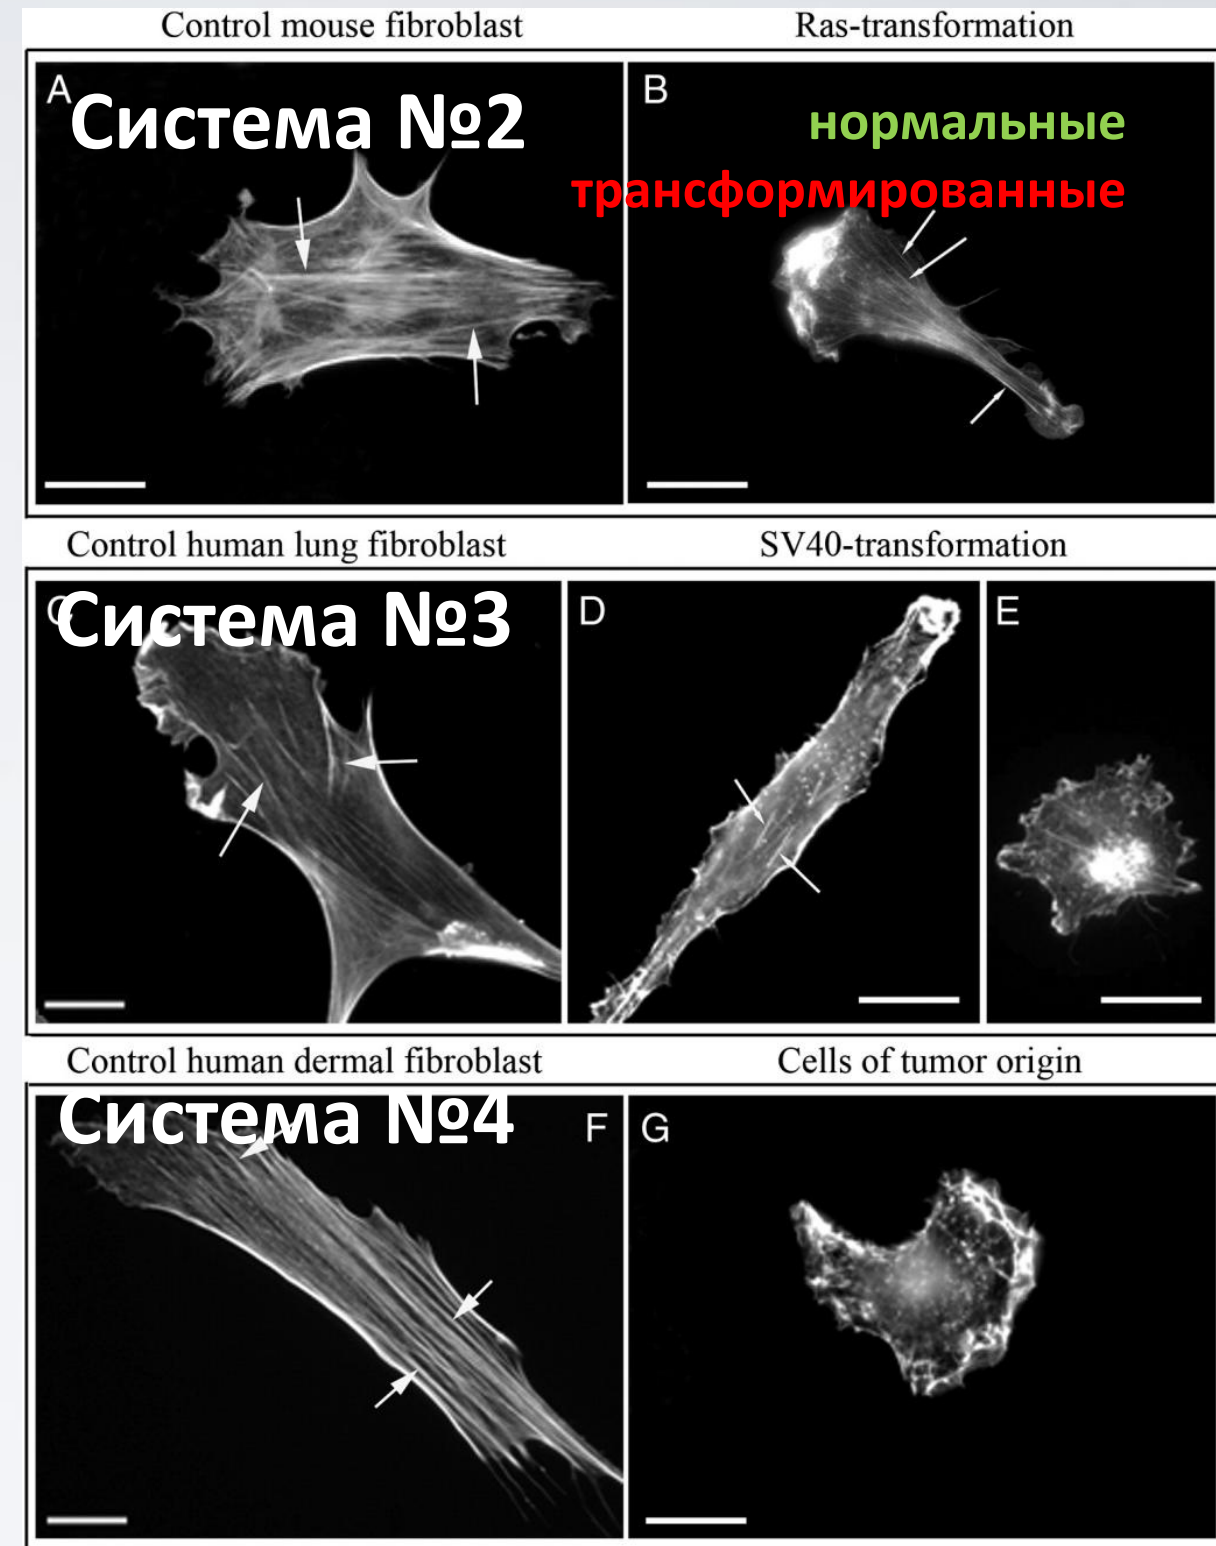 Control mouse fibroblast
Ras-transformation
A
Система №2
B
нормальные
трансформированные
Control human lung fibroblast
SV40-transformation
C
Система №3
D
E
Control human dermal fibroblast
Cells of tumor origin
Система №4
F
G